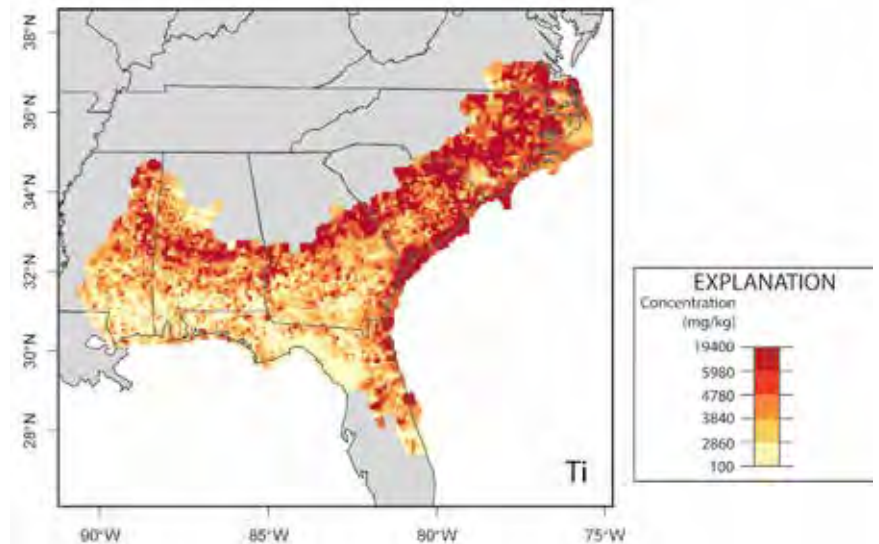 38°N
36°N
34°N
32°N
30°N
28°N
90°W
85°W
80°W
75°W
Ti
EXPLANATION
Concentration
(mg/kg)
19400
5980
4780
3840
2860
100